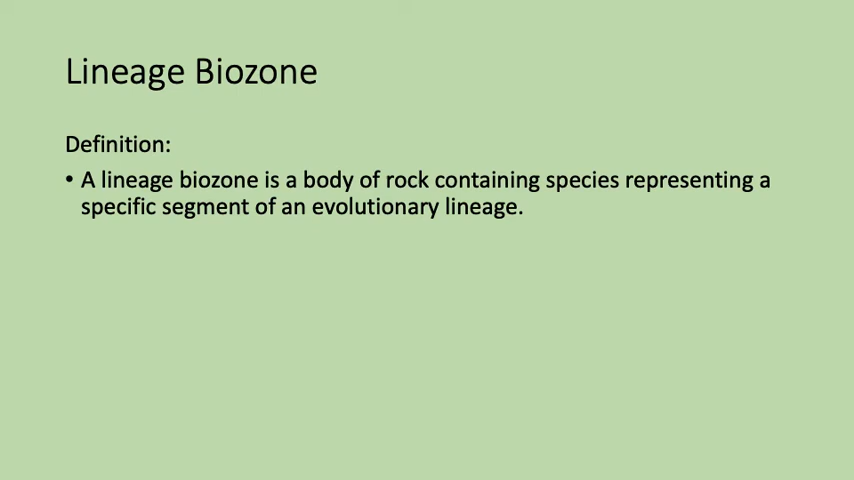 Lineage Biozone
Definition:
• A lineage biozone is a body of rock containing species representing a
specific segment of an evolutionary lineage.